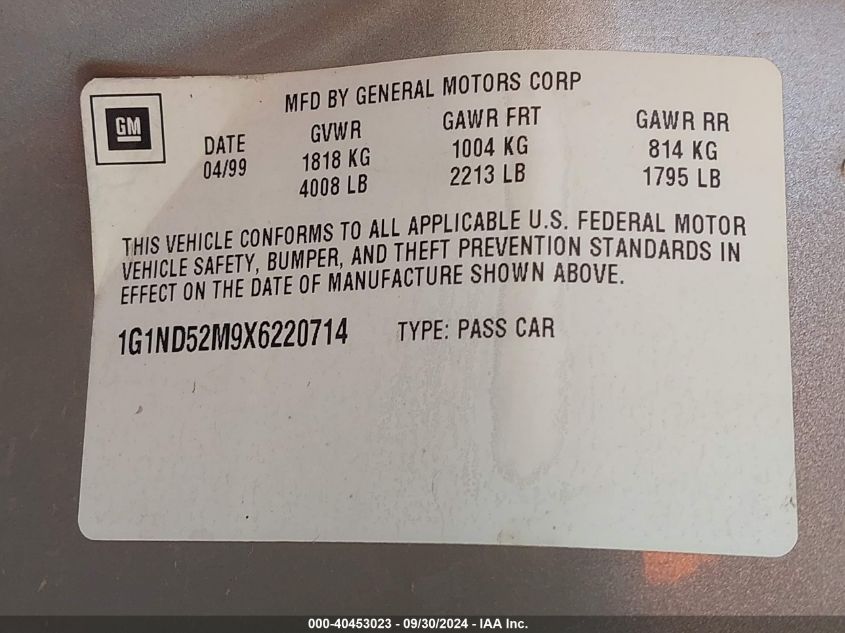 MFD BY GENERAL MOTORS CORP
GM
DATE GVWR GAWR FRT GAWR RR
04/99 1818 KG 1004 KG 814 KG
4008 LB 2213 LB 1795 LB
THIS VEHICLE CONFORMS TO ALL APPLICABLE U.S. FEDERAL MOTOR
VEHICLE SAFETY, BUMPER, AND THEFT PREVENTION STANDARDS IN
EFFECT ON THE DATE OF MANUFACTURE SHOWN ABOVE.
1G1ND52M9X6220714 TYPE: PASS CAR
000-40453023 - 09/30/2024 - IAA Inc.